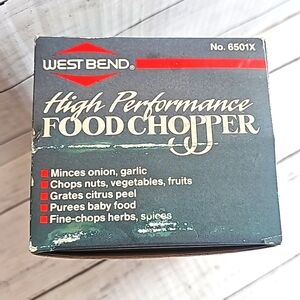 No. 6501X
WEST BEND®
High Performance
FOOD CHOPPER
Minces onion, garlic
Chops nuts, vegetables, fruits
Grates citrus peel
Purees baby food
Fine-chops herbs, spices